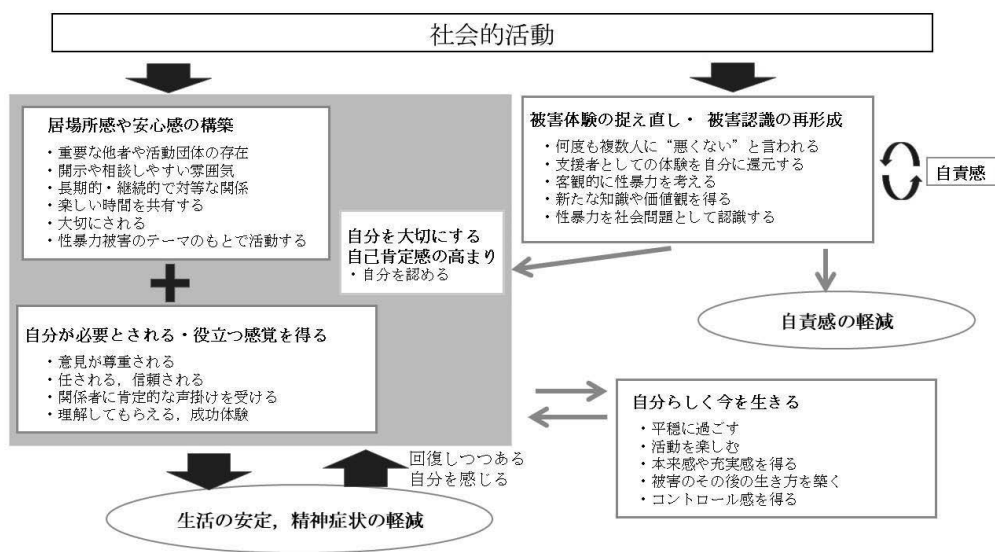 社会的活動
居場所感や安心感の構築
・重要な他者や活動団体の存在
・開示や相談しやすい雰囲気
・長期的・継続的で対等な関係
・楽しい時間を共有する
・大切にされる
・性暴力被害のテーマのもとで活動する
自分が必要とされる・役立つ感覚を得る
・意見が尊重される
・任される，信頼される
・関係者に肯定的な声掛けを受ける
・理解してもらえる，成功体験
自分を大切にする
自己肯定感の高まり
・自分を認める
被害体験の捉え直し・ 被害認識の再形成
・何度も複数人に“悪くない”と言われる
・支援者としての体験を自分に還元する
・客観的に性暴力を考える
・新たな知識や価値観を得る
・性暴力を社会問題として認識する
自責感
自責感の軽減
自分らしく今を生きる
・平穏に過ごす
・活動を楽しむ
・本来感や充実感を得る
・被害のその後の生き方を築く
・コントロール感を得る
回復しつつある
自分を感じる
生活の安定，精神症状の軽減